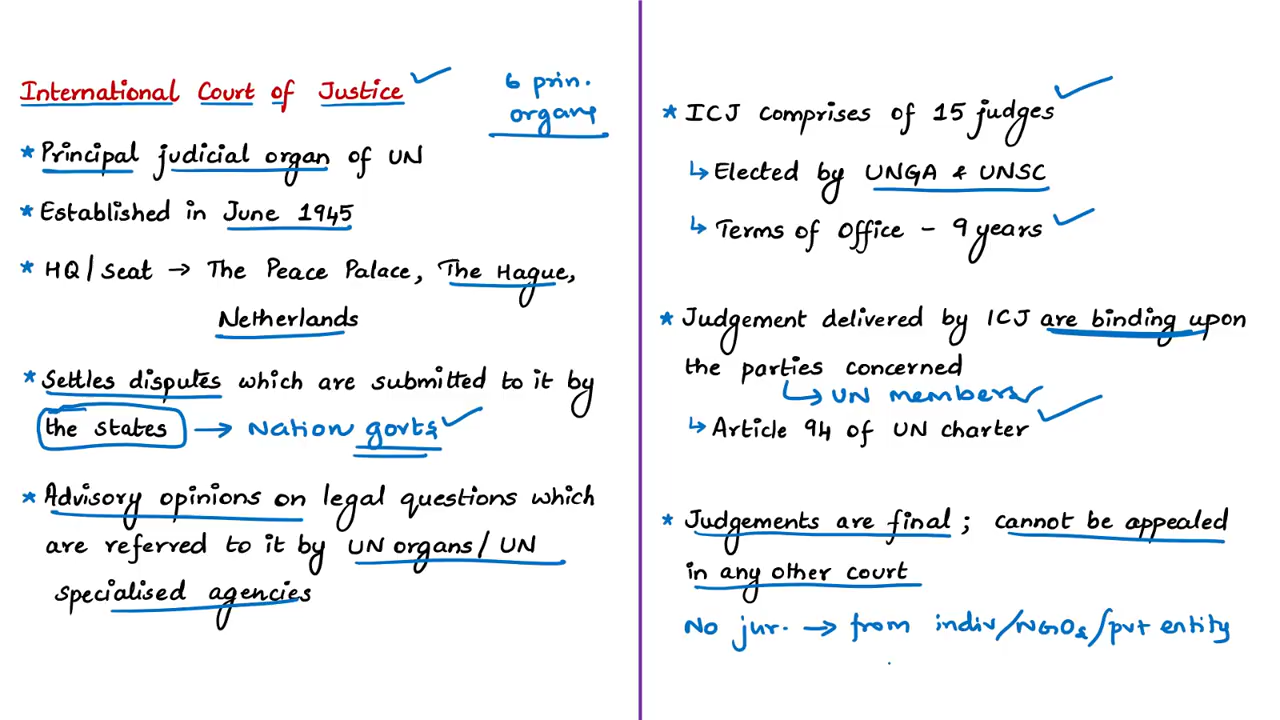 International Court of Justice
6 prin.
organs
* Principal judicial organ of UN
* Established in June 1945
* HQ/Seat → The Peace Palace, The Hague,
Netherlands
* Settles disputes which are submitted to it by
the states → Nation govts
* Advisory opinions on legal questions which
are referred to it by UN organs/ UN
specialised agencies
* ICJ comprises of 15 judges
↳ Elected by UNGA & UNSC
↳ Terms of Office – 9 years
* Judgement delivered by ICJ are binding upon
the parties concerned
↳ UN members
↳ Article 94 of UN charter
* Judgements are final ; cannot be appealed
in any other court
No jur. → from indiv/NGOs/pvt entity